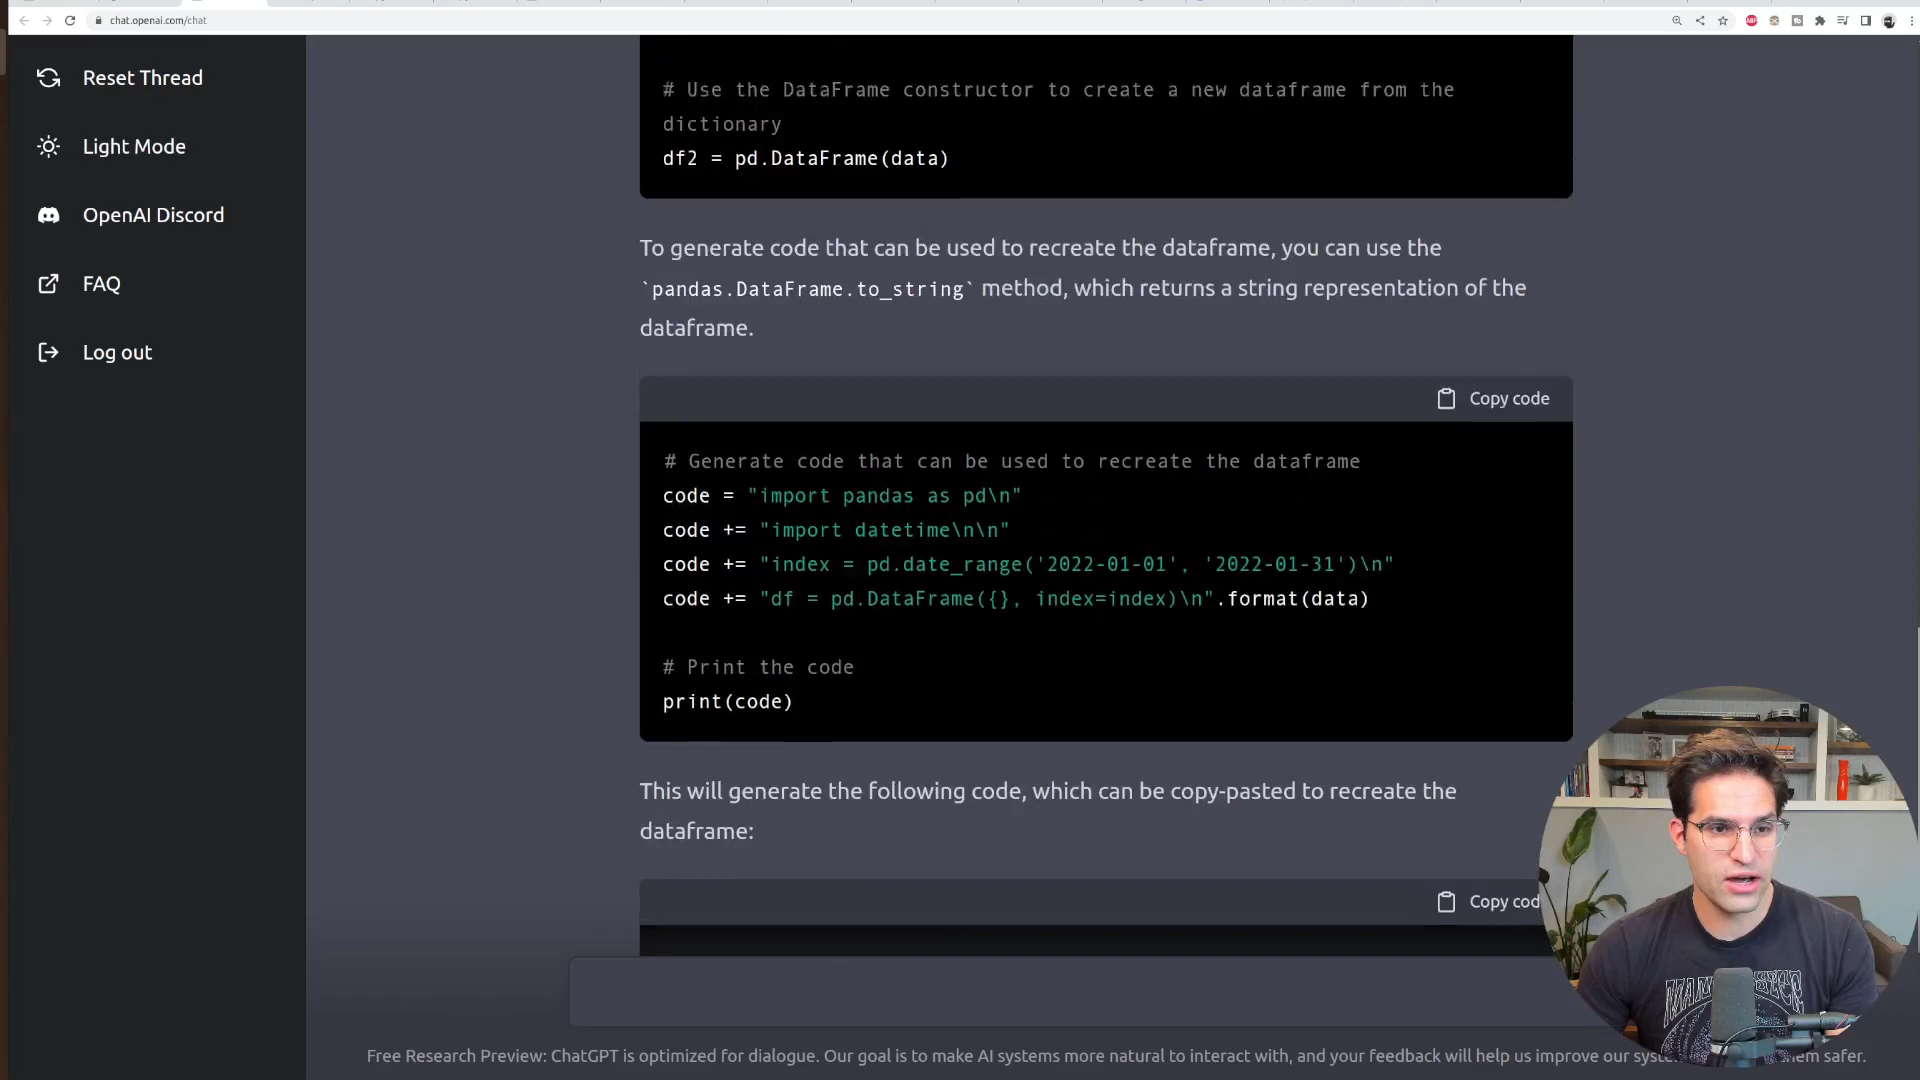 chat.openai.com/chat
Reset Thread
Light Mode
OpenAI Discord
FAQ
Log out
# Use the DataFrame constructor to create a new dataframe from the
dictionary
df2 = pd.DataFrame(data)
To generate code that can be used to recreate the dataframe, you can use the
`pandas.DataFrame.to_string` method, which returns a string representation of the
dataframe.
Copy code
# Generate code that can be used to recreate the dataframe
code = "import pandas as pd\n"
code += "import datetime\n\n"
code += "index = pd.date_range('2022-01-01', '2022-01-31')\n"
code += "df = pd.DataFrame({}, index=index)\n".format(data)
# Print the code
print(code)
This will generate the following code, which can be copy-pasted to recreate the
dataframe:
Copy cod
Free Research Preview: ChatGPT is optimized for dialogue. Our goal is to make AI systems more natural to interact with, and your feedback will help us improve our syste hem safer.